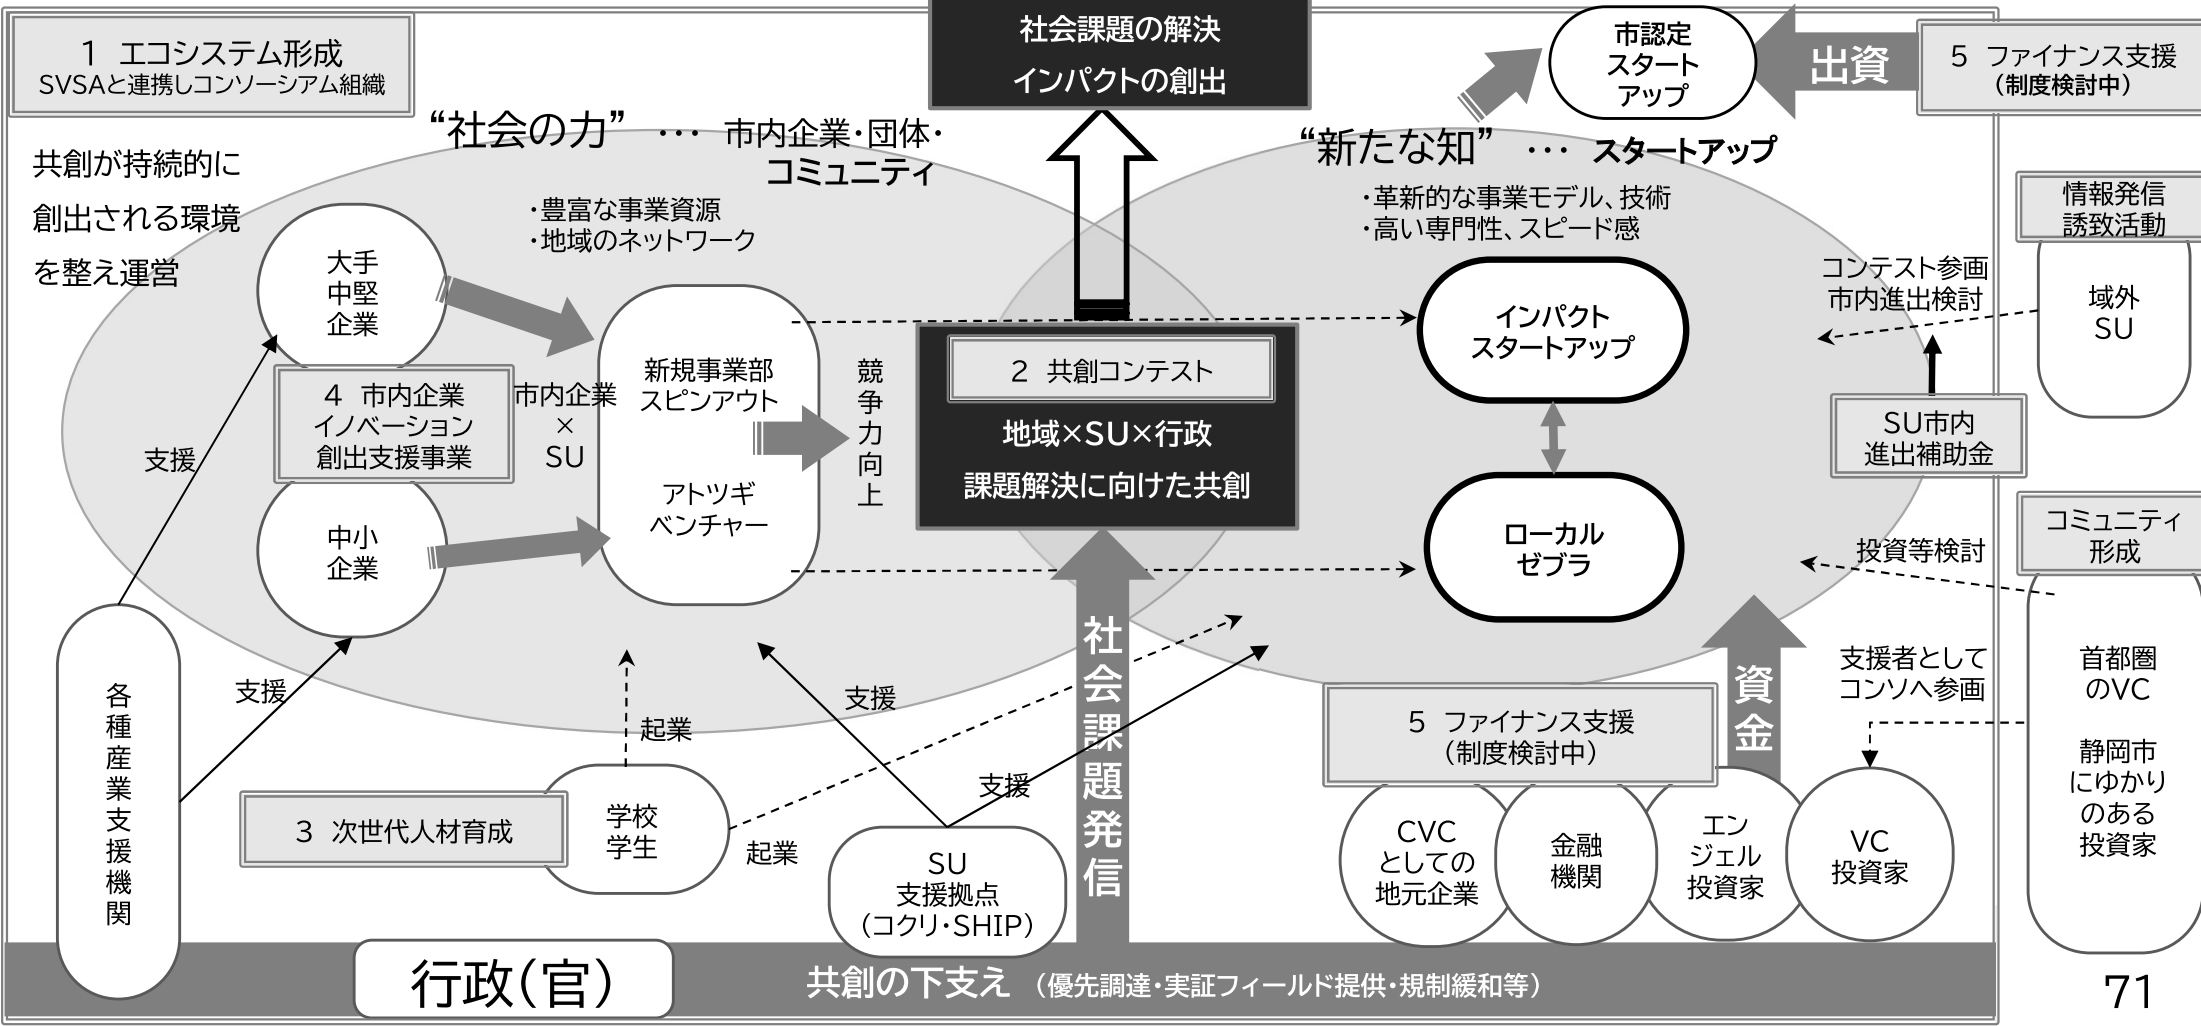 1 エコシステム形成
SVSAと連携しコンソーシアム組織
社会課題の解決
インパクトの創出
市認定
スタート
アップ
出資
5 ファイナンス支援
(制度検討中)
“社会の力” … 市内企業・団体・
コミュニティ
“新たな知” … スタートアップ
共創が持続的に
創出される環境
を整え運営
・豊富な事業資源
・地域のネットワーク
・革新的な事業モデル、技術
・高い専門性、スピード感
情報発信
誘致活動
域外
SU
コンテスト参画
市内進出検討
大手
中堅
企業
4 市内企業
イノベーション
創出支援事業
市内企業
×
SU
新規事業部
スピンアウト
アトツギ
ベンチャー
競争力向上
2 共創コンテスト
地域×SU×行政
課題解決に向けた共創
インパクト
スタートアップ
ローカル
ゼブラ
SU市内
進出補助金
中小
企業
支援
支援
コミュニティ
形成
投資等検討
首都圏
のVC
静岡市
にゆかり
のある
投資家
支援者として
コンソへ参画
資金
社会課題発信
各種産業支援機関
起業
支援
支援
起業
3 次世代人材育成
学校
学生
SU
支援拠点
(コクリ・SHIP)
5 ファイナンス支援
(制度検討中)
CVC
としての
地元企業
金融
機関
エン
ジェル
投資家
VC
投資家
行政(官)
共創の下支え (優先調達・実証フィールド提供・規制緩和等)
71